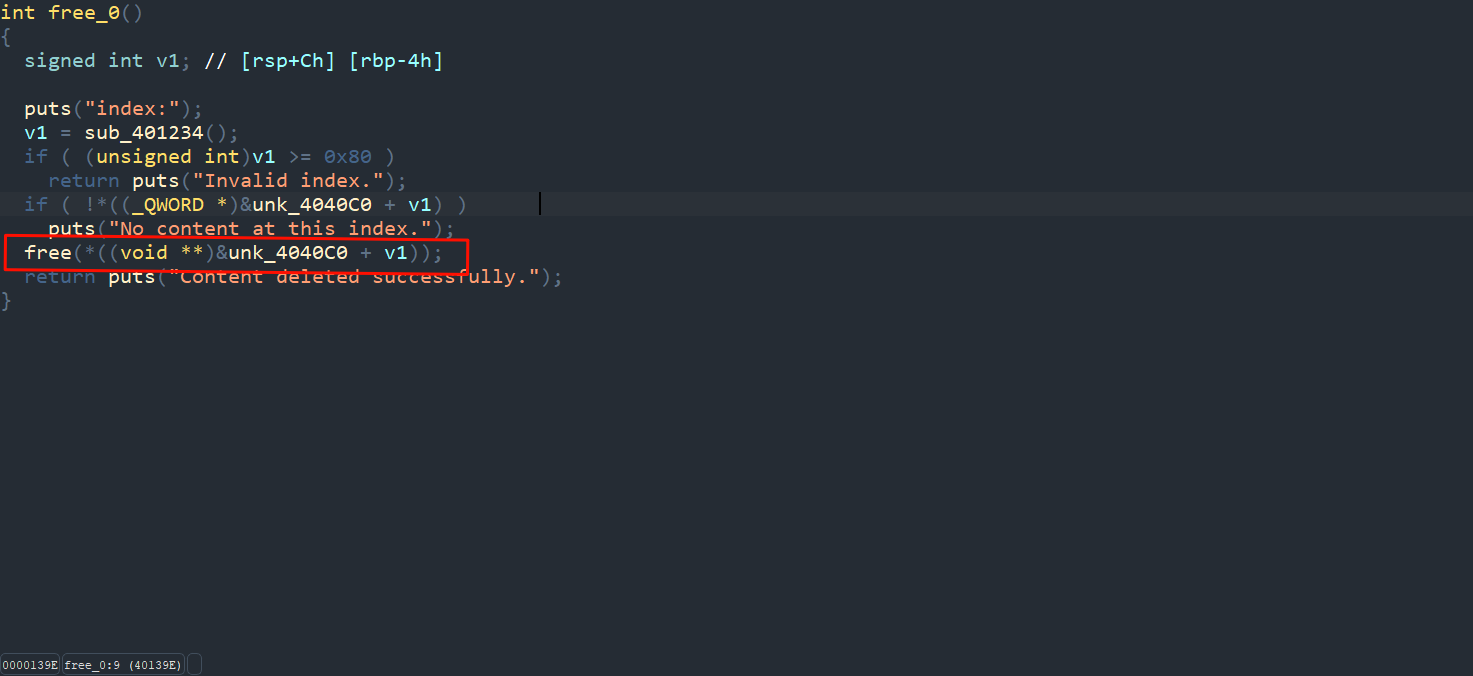 int free_0()
{
  signed int v1; // [rsp+Ch] [rbp-4h]
  puts("index:");
  v1 = sub_401234();
  if ( (unsigned int)v1 >= 0x80 )
    return puts("Invalid index.");
  if ( !*((_QWORD *)&unk_4040C0 + v1) )
    puts("No content at this index.");
  free(*((void **)&unk_4040C0 + v1));
  return puts("Content deleted successfully.");
}
0000139E free_0:9 (40139E)